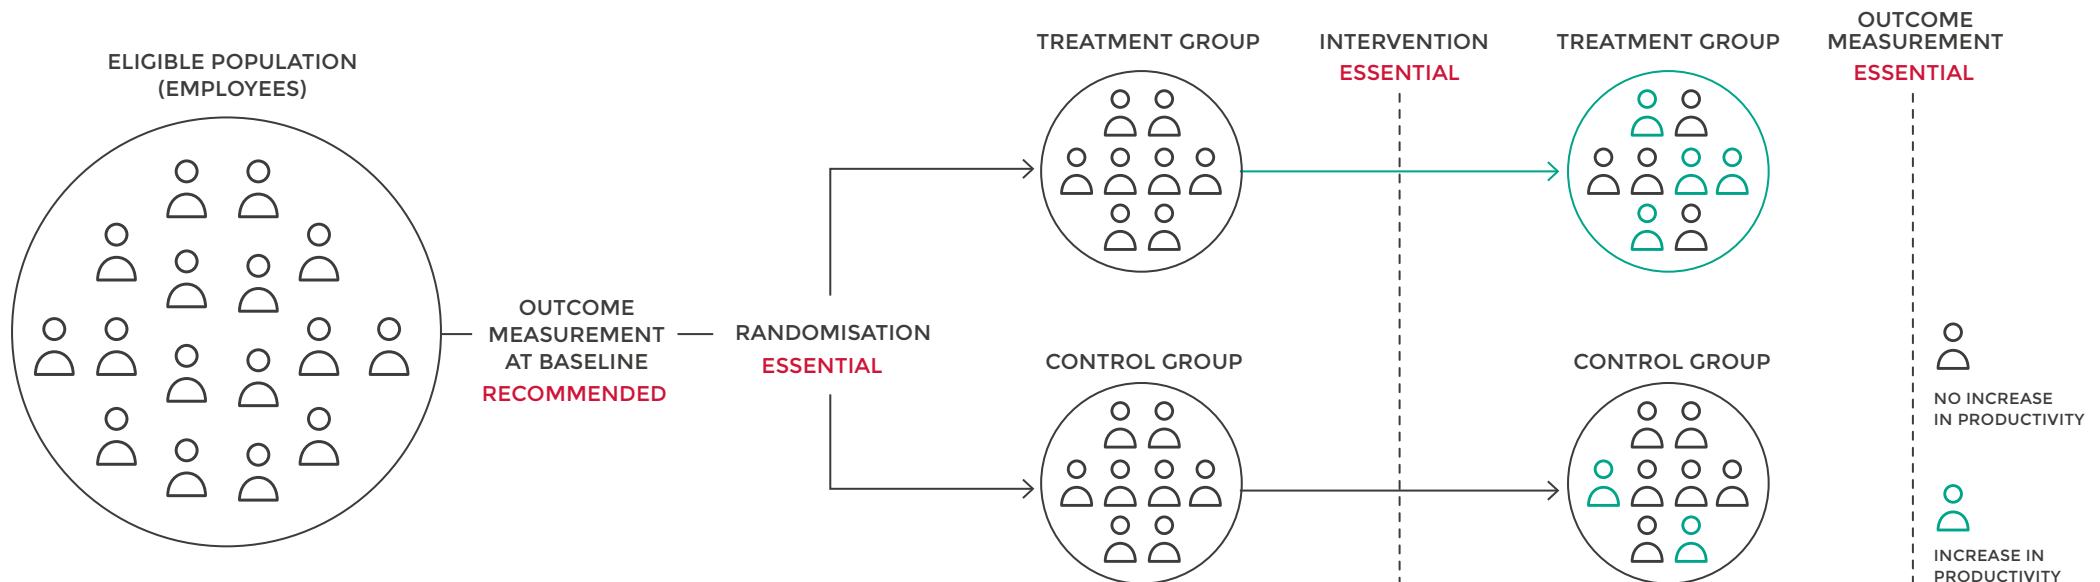 ELIGIBLE POPULATION
(EMPLOYEES)
OUTCOME
MEASUREMENT
AT BASELINE
RECOMMENDED
RANDOMISATION
ESSENTIAL
TREATMENT GROUP
CONTROL GROUP
INTERVENTION
ESSENTIAL
TREATMENT GROUP
CONTROL GROUP
OUTCOME
MEASUREMENT
ESSENTIAL
NO INCREASE
IN PRODUCTIVITY
INCREASE IN
PRODUCTIVITY